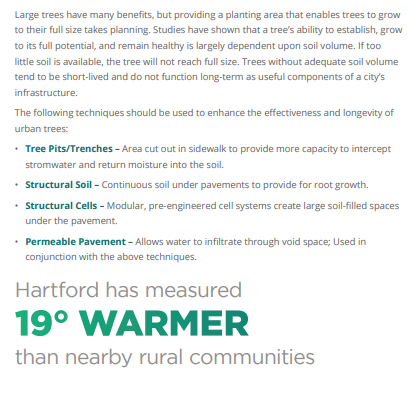 Large trees have many benefits, but providing a planting area that enables trees to grow
to their full size takes planning. Studies have shown that a tree's ability to establish, grow
to its full potential, and remain healthy is largely dependent upon soil volume. If too
little soil is available, the tree will not reach full size. Trees without adequate soil volume
tend to be short-lived and do not function long-term as useful components of a city's
infrastructure.
The following techniques should be used to enhance the effectiveness and longevity of
urban trees:
• Tree Pits/Trenches – Area cut out in sidewalk to provide more capacity to intercept
stromwater and return moisture into the soil.
• Structural Soil – Continuous soil under pavements to provide for root growth.
• Structural Cells – Modular, pre-engineered cell systems create large soil-filled spaces
under the pavement.
• Permeable Pavement – Allows water to infiltrate through void space; Used in
conjunction with the above techniques.
Hartford has measured
19° WARMER
than nearby rural communities